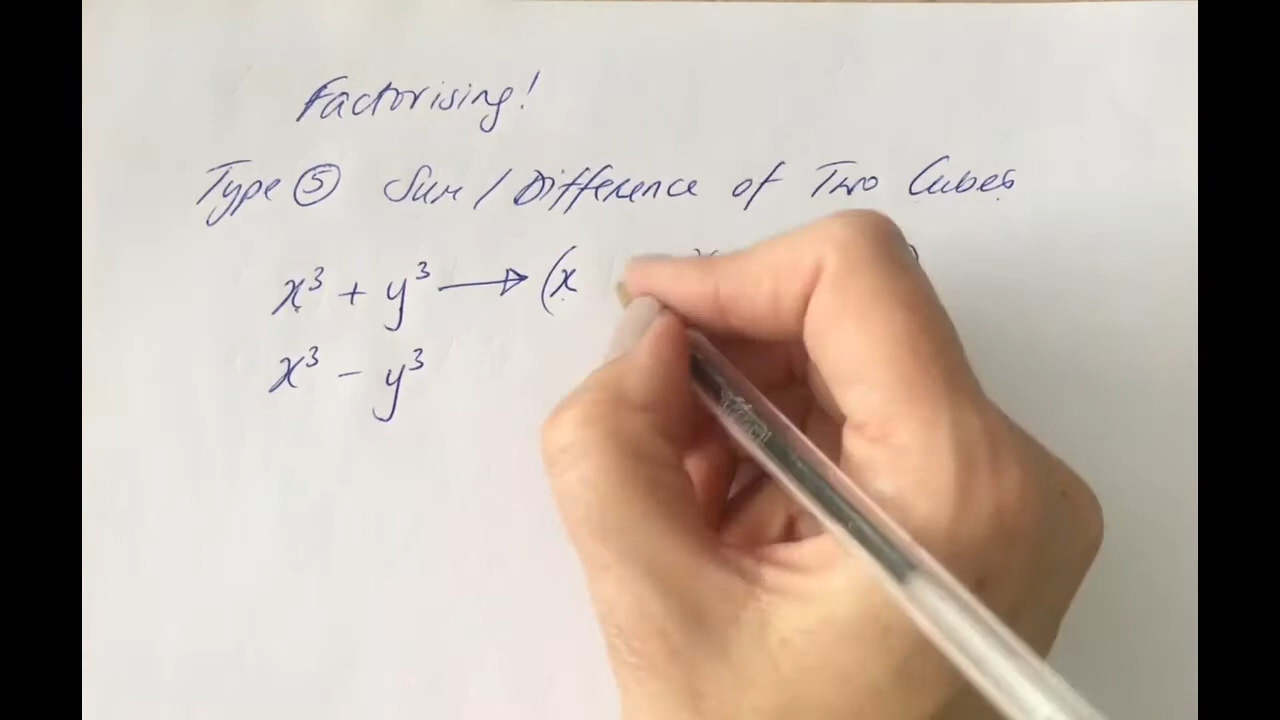 Factorising!
Type ⑤ Sum / Difference of Two Cubes
x³ + y³ → (x
x³ - y³